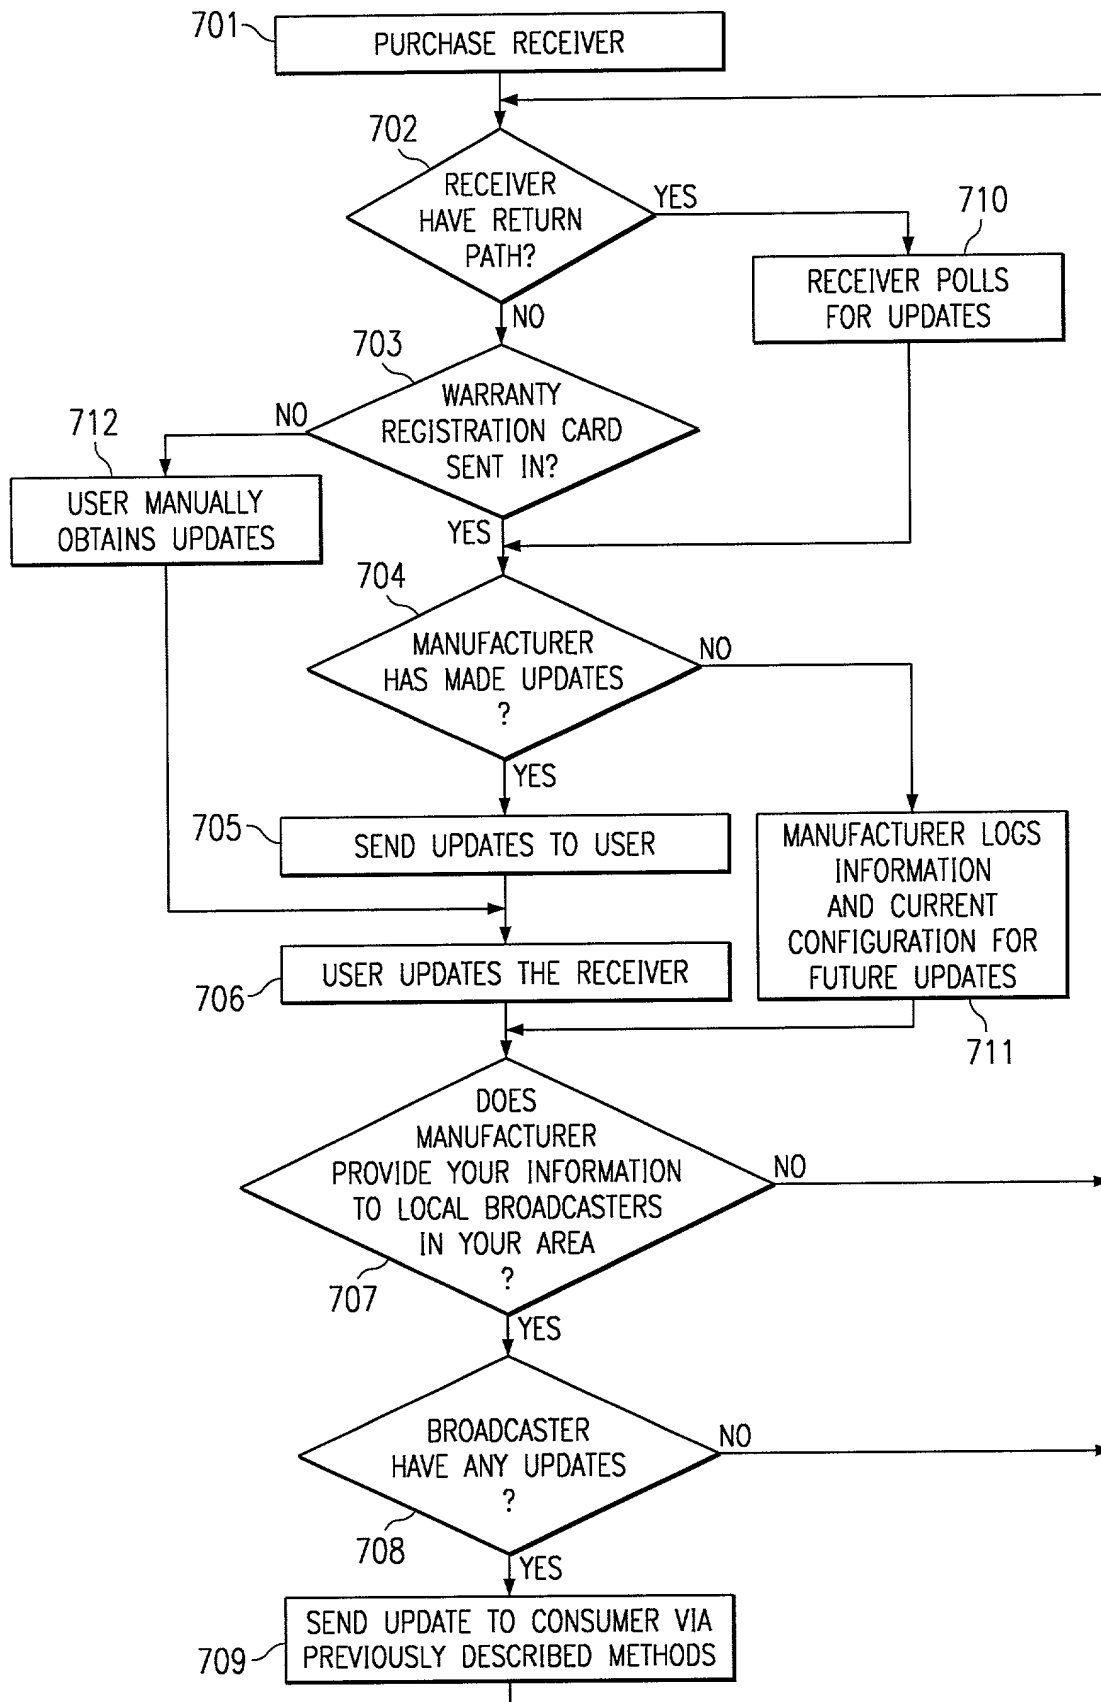 701
PURCHASE RECEIVER
702
RECEIVER
HAVE RETURN
PATH?
YES
710
RECEIVER POLLS
FOR UPDATES
NO
703
WARRANTY
REGISTRATION CARD
SENT IN?
NO
712
USER MANUALLY
OBTAINS UPDATES
YES
704
MANUFACTURER
HAS MADE UPDATES
?
NO
YES
705
SEND UPDATES TO USER
MANUFACTURER LOGS
INFORMATION
AND CURRENT
CONFIGURATION FOR
FUTURE UPDATES
711
706
USER UPDATES THE RECEIVER
DOES
MANUFACTURER
PROVIDE YOUR INFORMATION
TO LOCAL BROADCASTERS
IN YOUR AREA
?
NO
707
YES
BROADCASTER
HAVE ANY UPDATES
?
NO
708
YES
709
SEND UPDATE TO CONSUMER VIA
PREVIOUSLY DESCRIBED METHODS